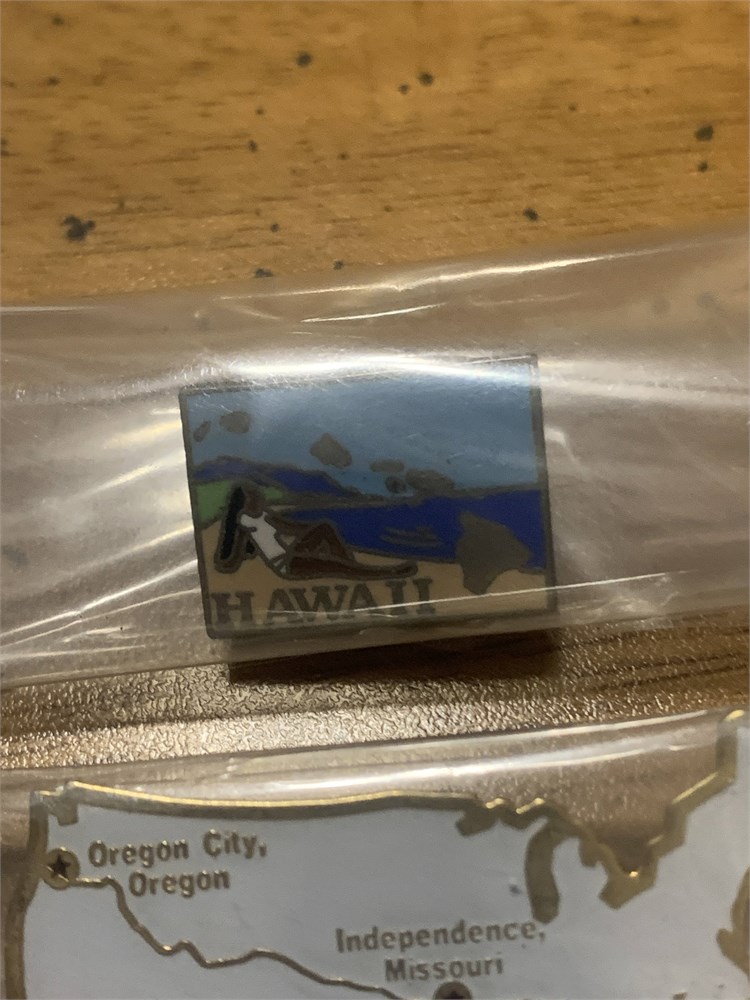 HAWAII
Oregon City,
Oregon
Independence,
Missouri